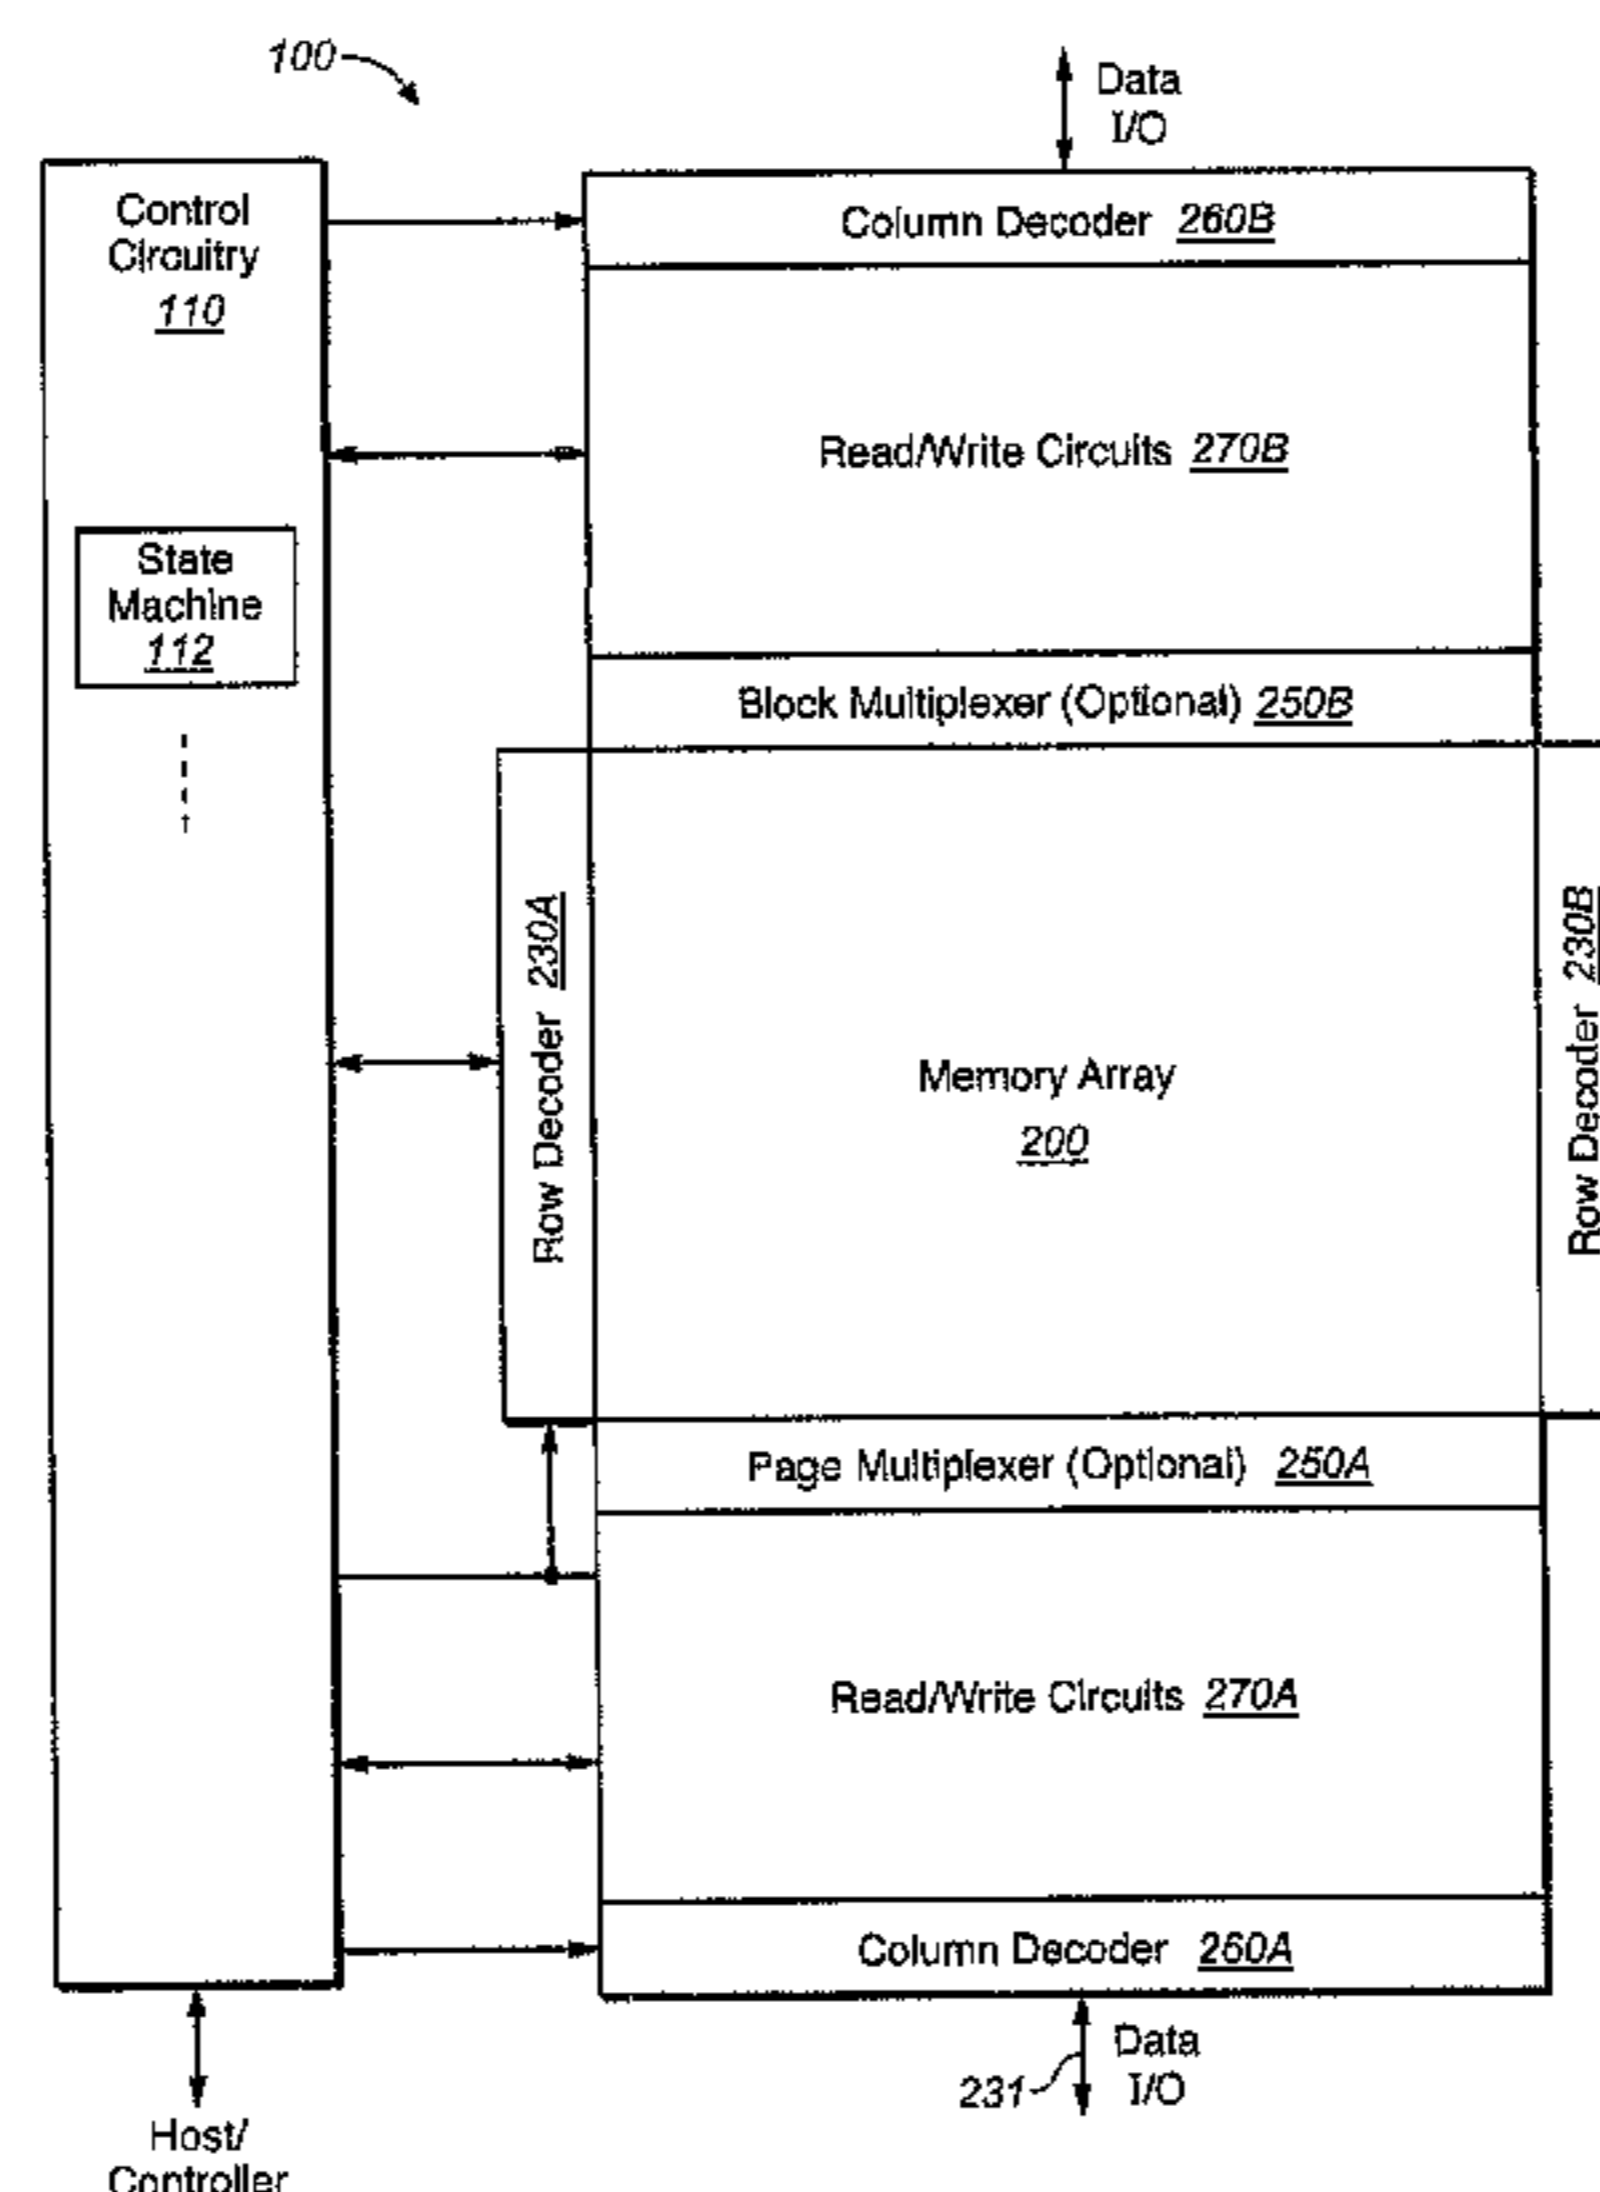 100
Data
I/O
Control
Circuitry
110
Column Decoder 260B
Read/Write Circuits 270B
State
Machine
112
Block Multiplexer (Optional) 250B
Row Decoder 230A
Memory Array
200
Row Decoder 230B
Page Multiplexer (Optional) 250A
Read/Write Circuits 270A
Column Decoder 260A
231
Data
I/O
Host/
Controller